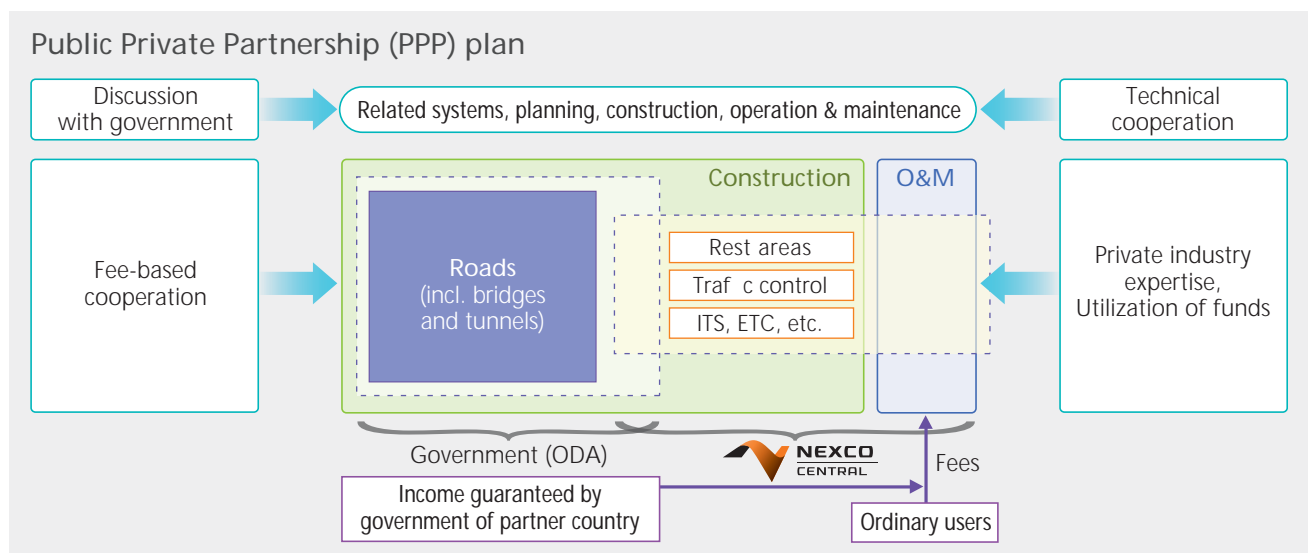 Public Private Partnership (PPP) plan
Discussion
with government
Related systems, planning, construction, operation & maintenance
Technical
cooperation
Fee-based
cooperation
Construction
O&M
Roads
(incl. bridges
and tunnels)
Rest areas
Traf c control
ITS, ETC, etc.
Private industry
expertise,
Utilization of funds
Government (ODA)
NEXCO
CENTRAL
Fees
Income guaranteed by
government of partner country
Ordinary users